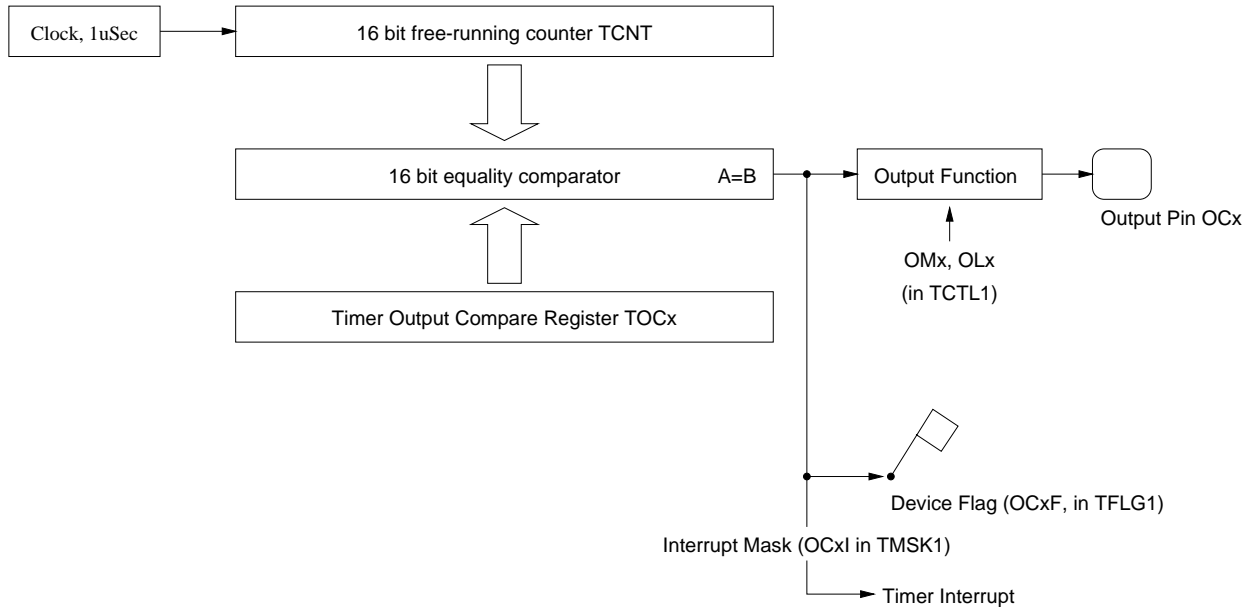 Clock, 1uSec
16 bit free-running counter TCNT
16 bit equality comparator
A=B
Output Function
Output Pin OCx
OMx, OLx
(in TCTL1)
Timer Output Compare Register TOCx
Device Flag (OCxF, in TFLG1)
Interrupt Mask (OCxI in TMSK1)
Timer Interrupt